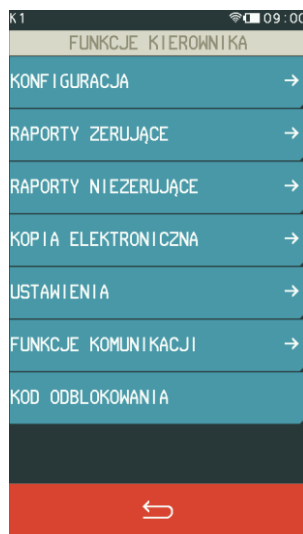 K1 09:00
FUNKCJE KIEROWNIKA
KONFIGURACJA
RAPORTY ZERUJĄCE
RAPORTY NIEZERUJĄCE
KOPIA ELEKTRONICZNA
USTAWIENIA
FUNKCJE KOMUNIKACJI
KOD ODBLOKOWANIA